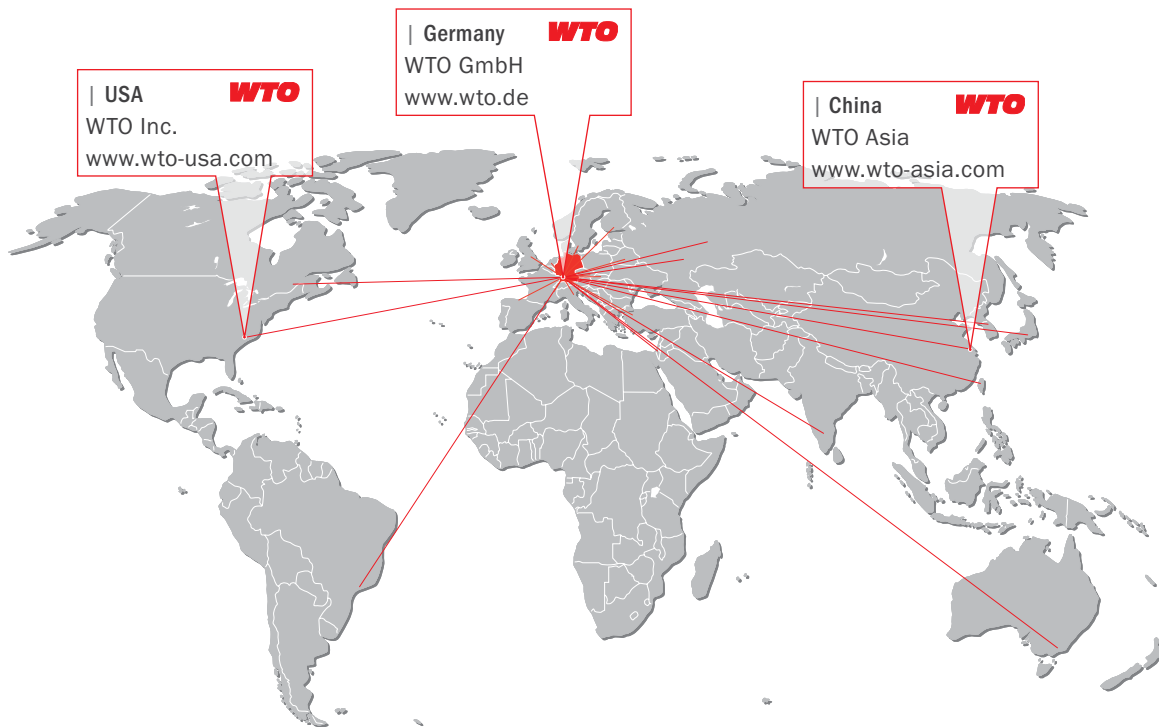 | USA WTO
WTO Inc.
www.wto-usa.com
| Germany WTO
WTO GmbH
www.wto.de
| China WTO
WTO Asia
www.wto-asia.com